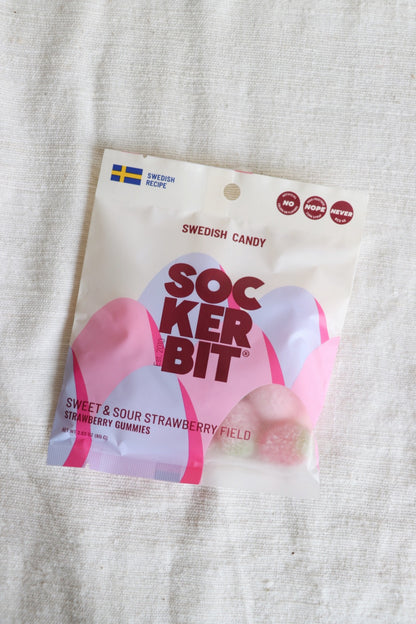 SWEDISH
RECIPE
NO
NOPE
NEVER
SWEDISH CANDY
SOC
KER
BIT®
SWEET & SOUR STRAWBERRY FIELD
STRAWBERRY GUMMIES